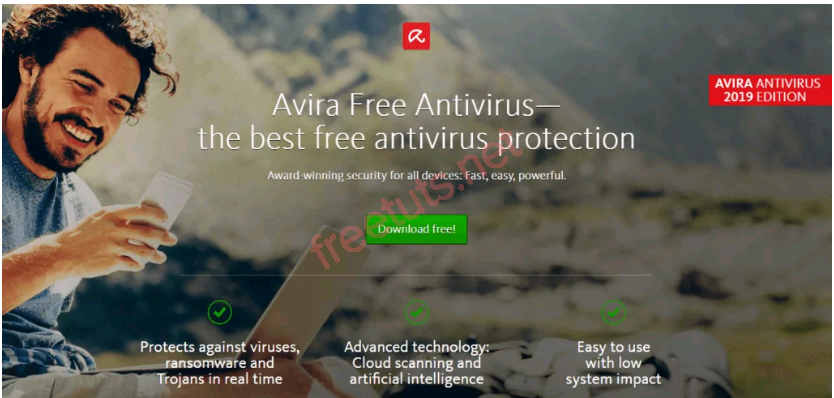 AVIRA ANTIVIRUS
2019 EDITION
Avira Free Antivirus—
the best free antivirus protection
Award-winning security for all devices: Fast, easy, powerful.
freetuts.net
Download free!
Protects against viruses,
ransomware and
Trojans in real time
Advanced technology:
Cloud scanning and
artificial intelligence
Easy to use
with low
system impact